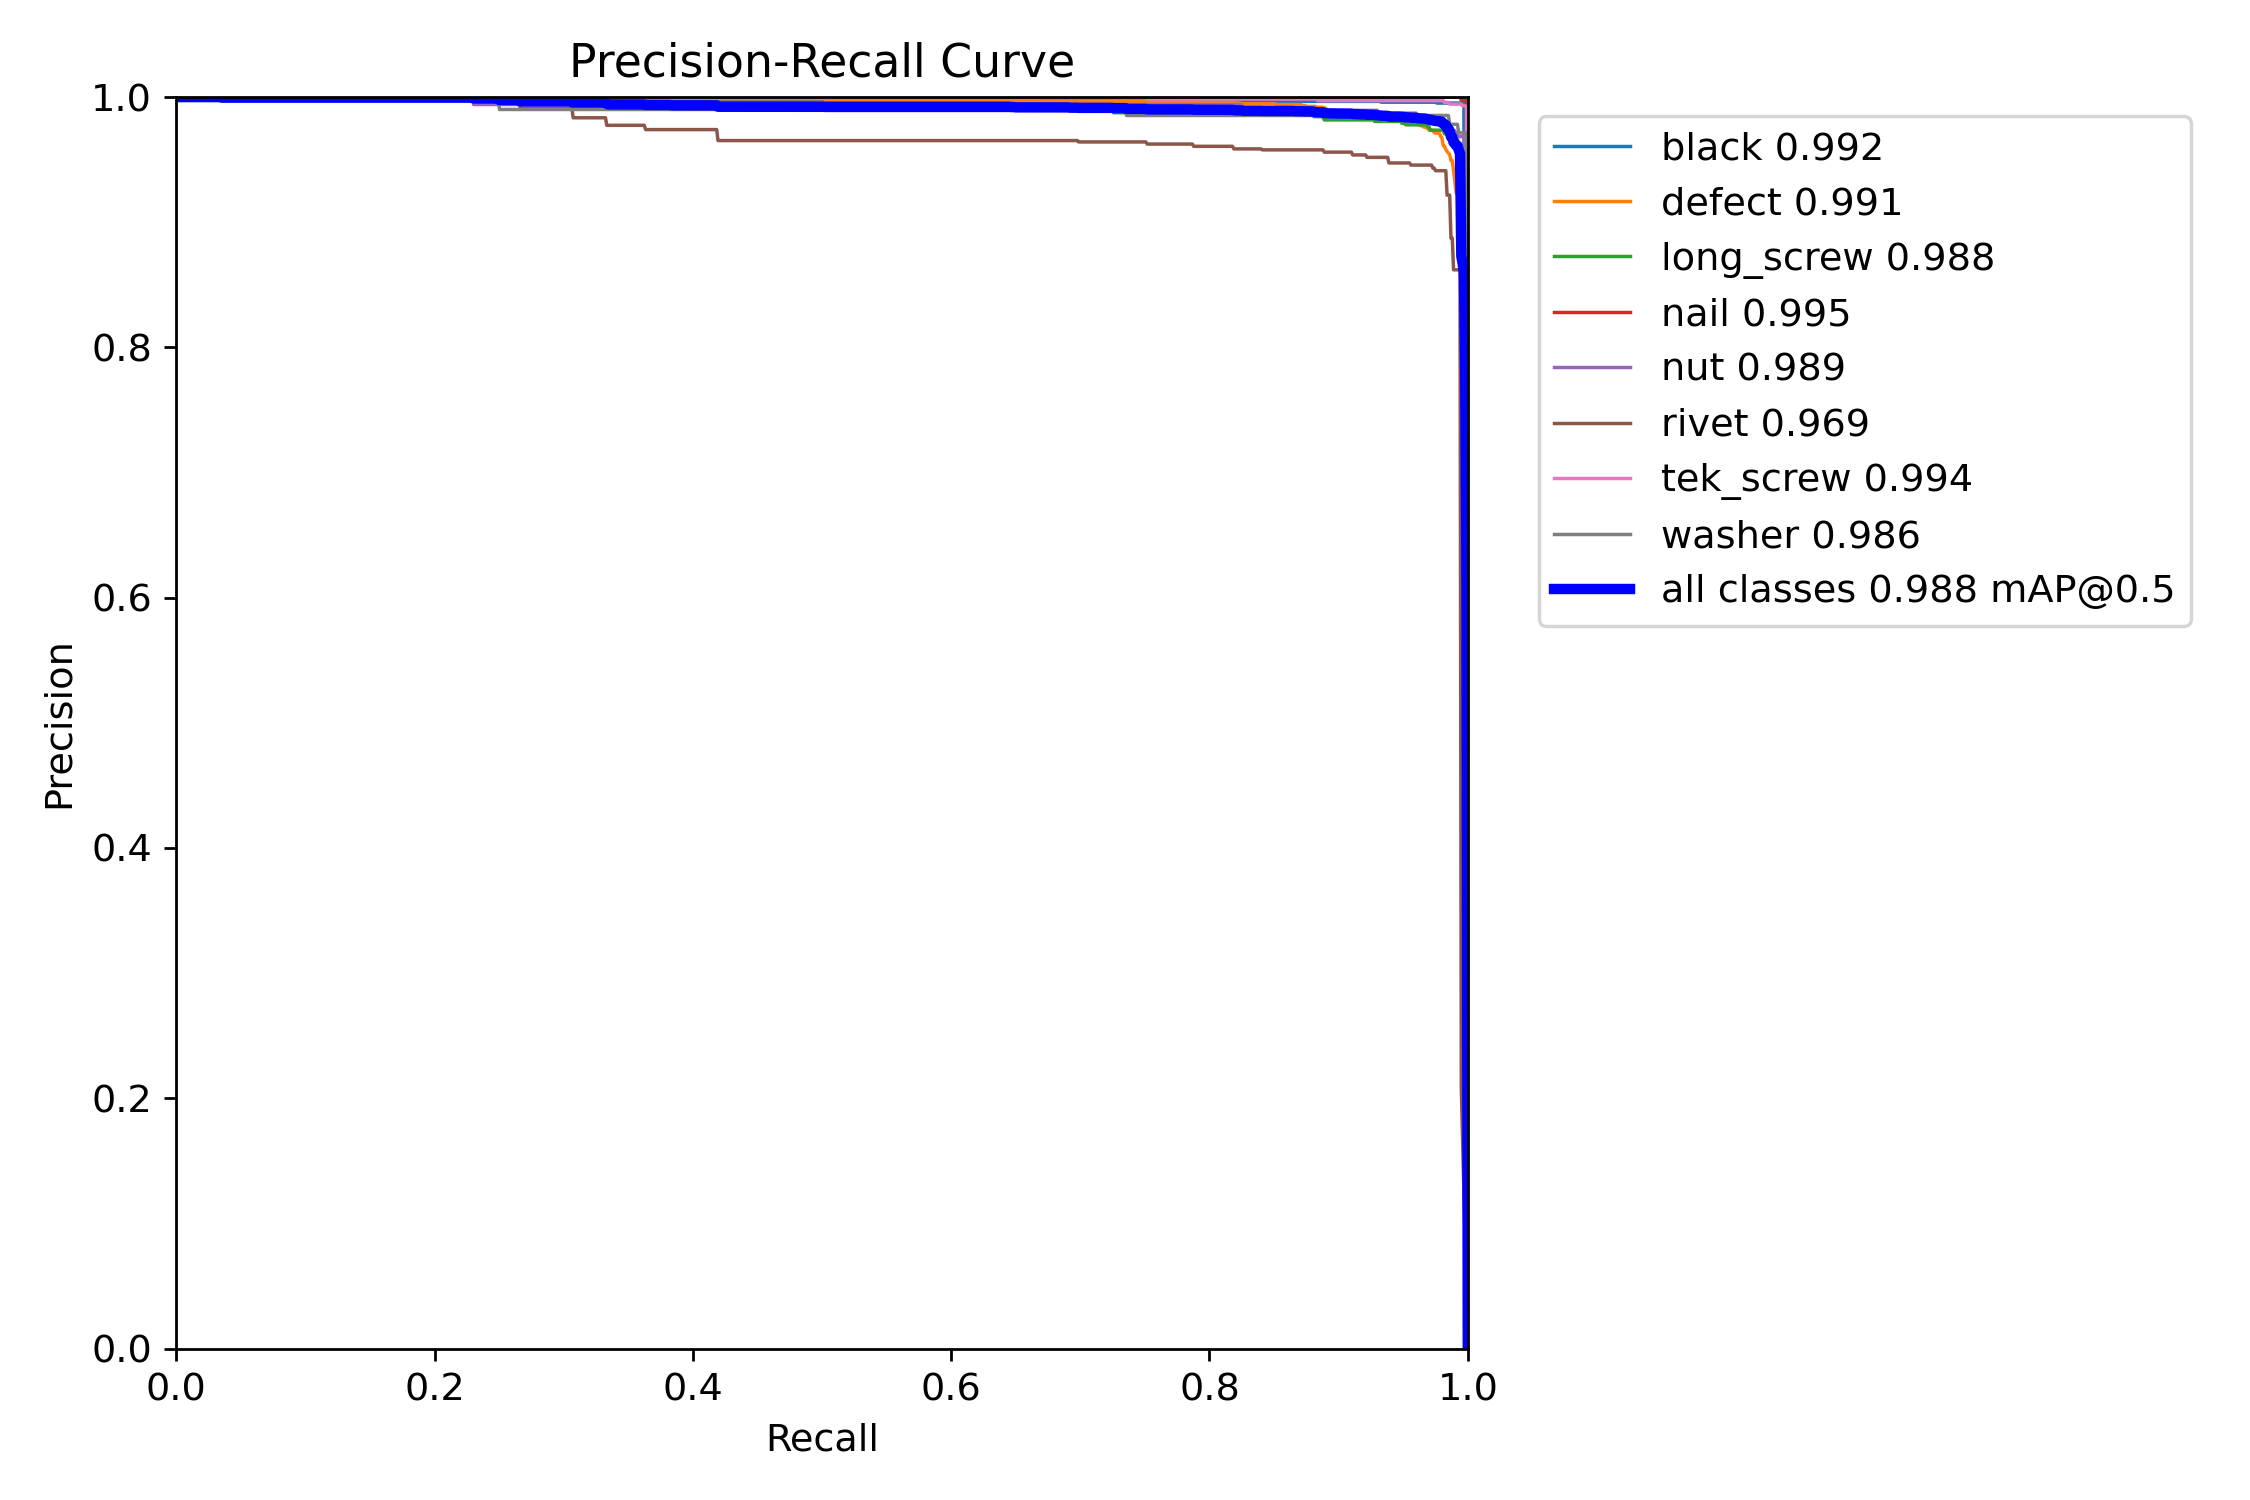 Precision-Recall Curve
1.0
0.8
0.6
0.4
0.2
0.0
Precision
0.0 0.2 0.4 0.6 0.8 1.0
Recall
black 0.992
defect 0.991
long_screw 0.988
nail 0.995
nut 0.989
rivet 0.969
tek_screw 0.994
washer 0.986
all classes 0.988 mAP@0.5